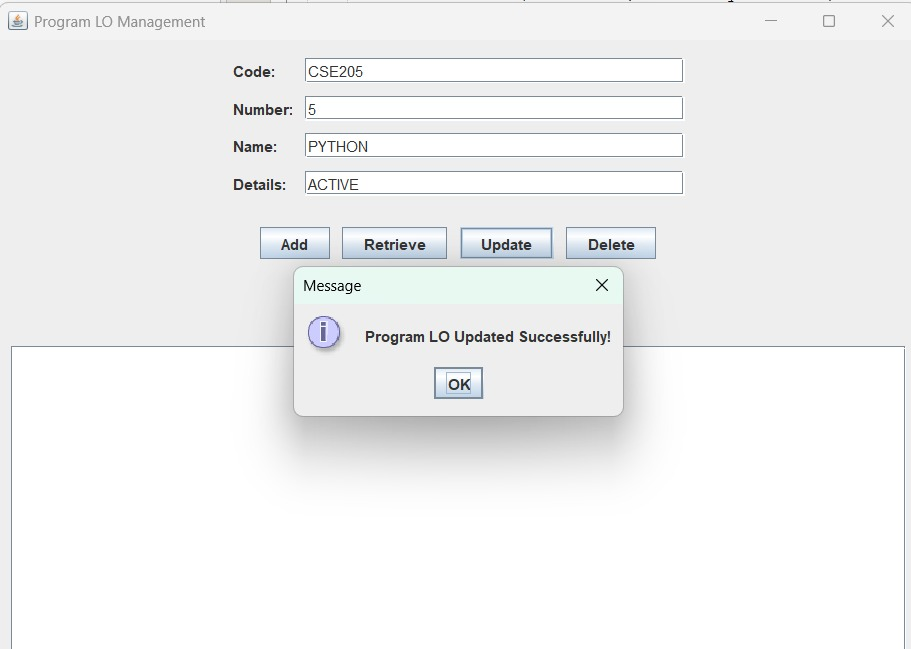 Program LO Management
Code: CSE205
Number: 5
Name: PYTHON
Details: ACTIVE
Add Retrieve Update Delete
Message
Program LO Updated Successfully!
OK